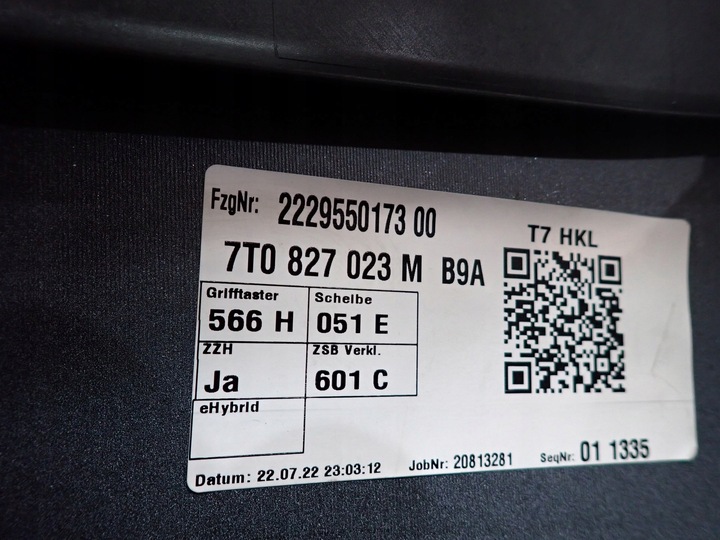 FzgNr: 2229550173 00
T7 HKL
7T0 827 023 M B9A
Grifftaster
Scheibe
566 H
051 E
ZZH
ZSB Verkl.
Ja
601 C
eHybrid
Datum: 22.07.22 23:03:12
JobNr: 20813281
SeqNr: 01 1335